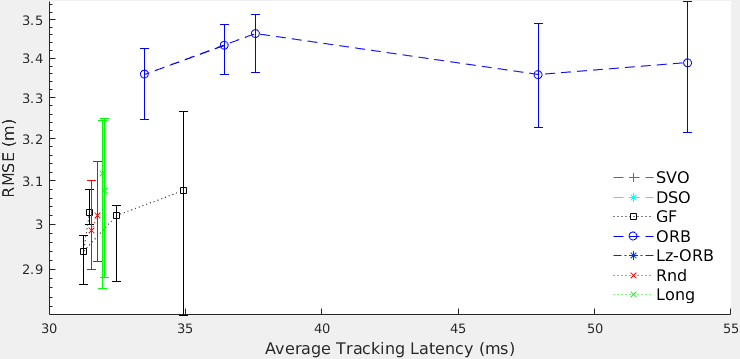 3.5
3.4
3.3
3.2
3.1
3
2.9
RMSE (m)
SVO
DSO
GF
ORB
Lz-ORB
Rnd
Long
30 35 40 45 50 55
Average Tracking Latency (ms)